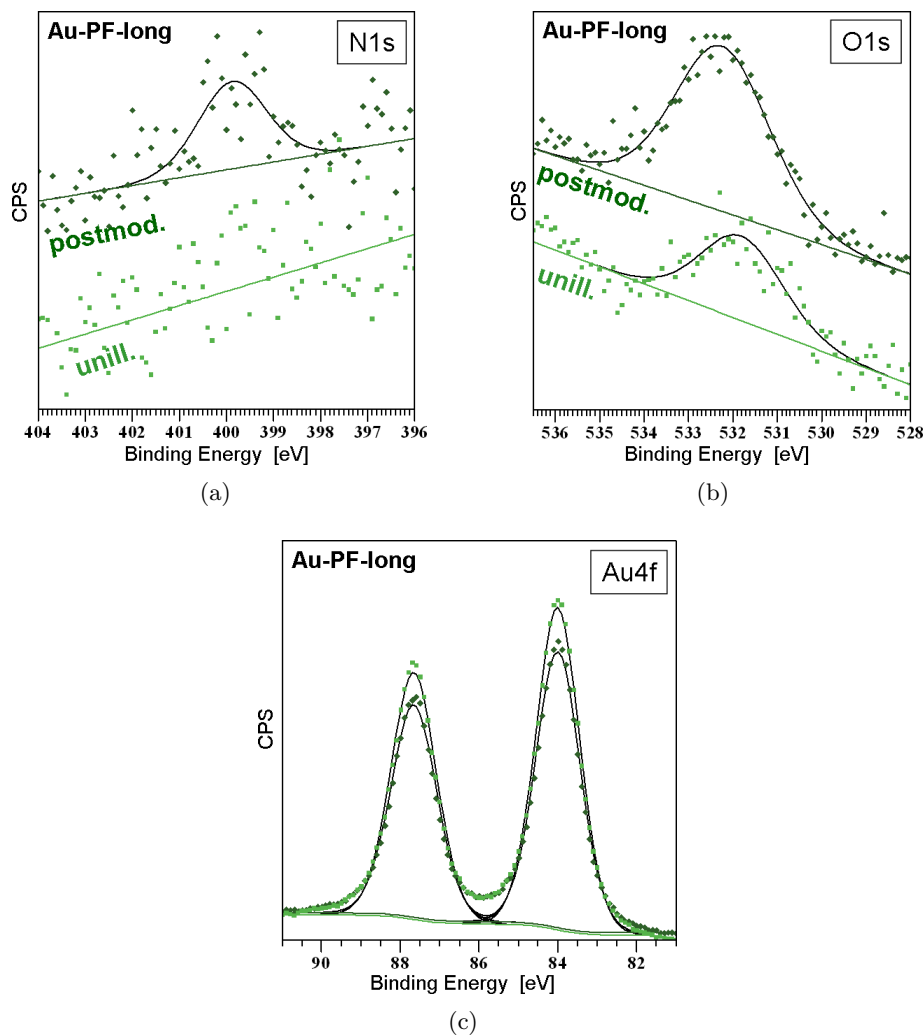 Au-PF-long
N1s
CPS
postmod.
unill.
404 403 402 401 400 399 398 397 396
Binding Energy [eV]
(a)
Au-PF-long
O1s
CPS
postmod.
unill.
536 535 534 533 532 531 530 529 528
Binding Energy [eV]
(b)
Au-PF-long
Au4f
CPS
90 88 86 84 82
Binding Energy [eV]
(c)